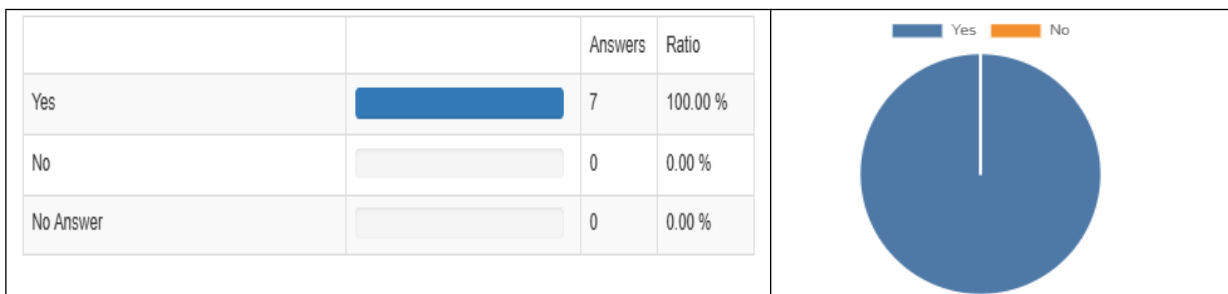 Answers Ratio
Yes 7 100.00 %
No 0 0.00 %
No Answer 0 0.00 %
Yes No